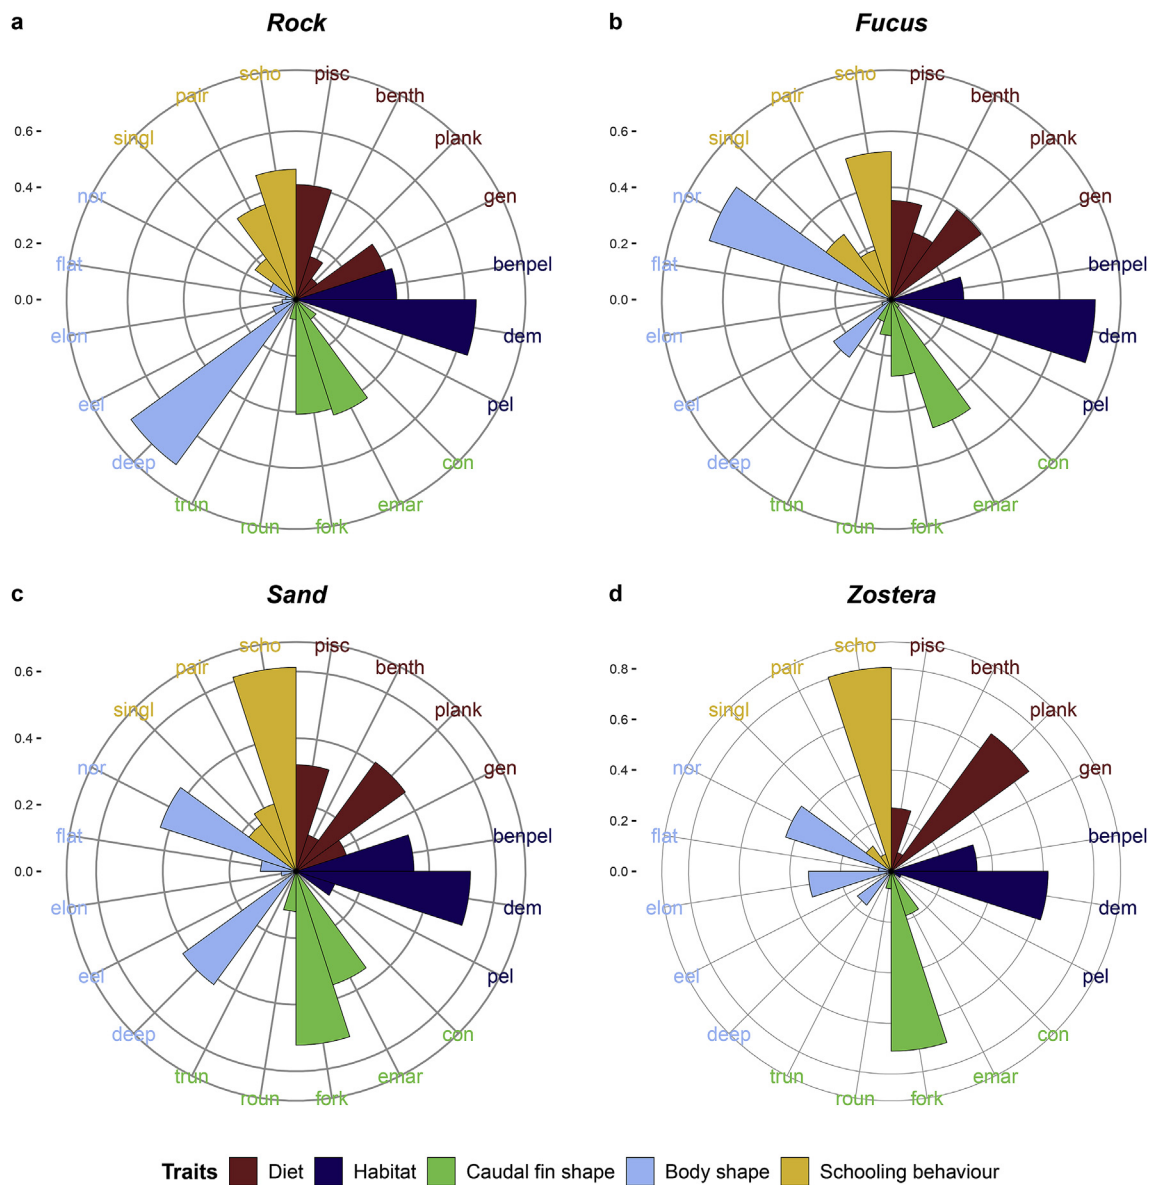 a Rock
scho pisc
pair benth
singl plank
nor gen
flat benpel
elon dem
eel pel
deep con
trun emar
roun fork
0.6
0.4
0.2
0.0
b Fucus
scho pisc
pair benth
singl plank
nor gen
flat benpel
elon dem
eel pel
deep con
trun emar
roun fork
0.6
0.4
0.2
0.0
c Sand
scho pisc
pair benth
singl plank
nor gen
flat benpel
elon dem
eel pel
deep con
trun emar
roun fork
0.6
0.4
0.2
0.0
d Zostera
scho pisc
pair benth
singl plank
nor gen
flat benpel
elon dem
eel pel
deep con
trun emar
roun fork
0.8
0.6
0.4
0.2
0.0
Traits Diet Habitat Caudal fin shape Body shape Schooling behaviour